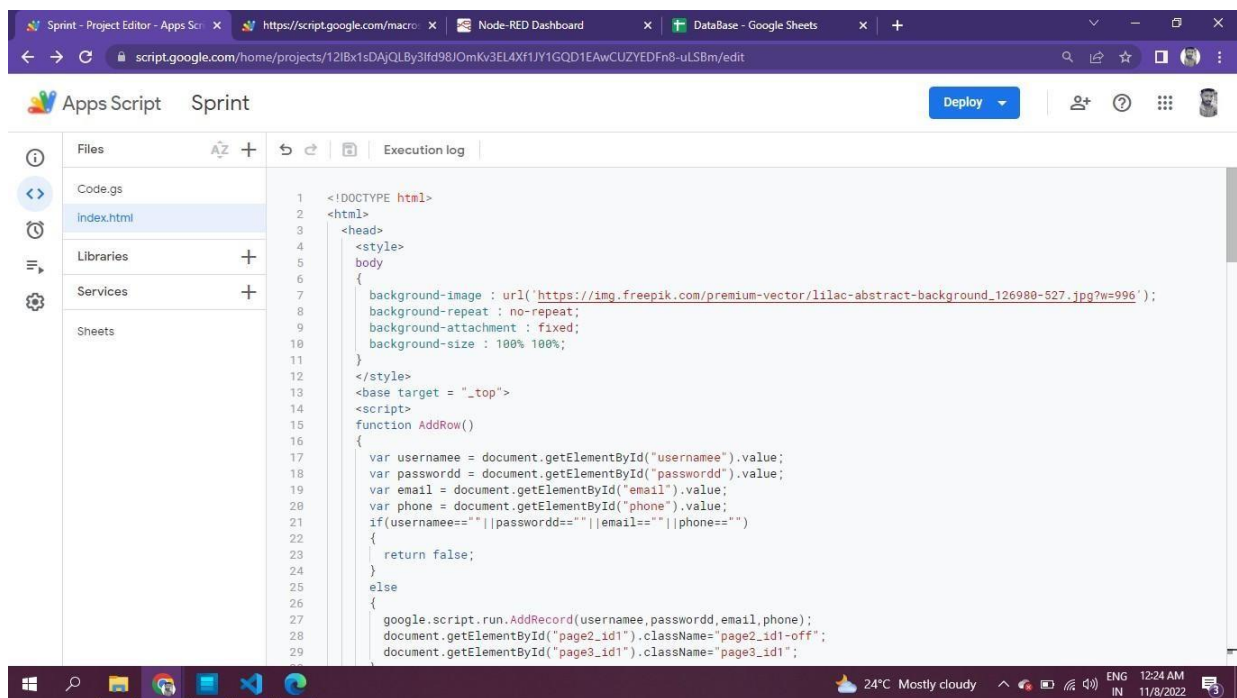 Sprint - Project Editor - Apps Scri
https://script.google.com/macro
Node-RED Dashboard
DataBase - Google Sheets
script.google.com/home/projects/12IBx1sDAjQLBy3Ifd98JOmKv3EL4Xf1JY1GQD1EAwCUZYEDFn8-uLSBm/edit
Apps Script Sprint
Deploy
Files
AZ
Execution log
Code.gs
index.html
Libraries
Services
Sheets
1 <!DOCTYPE html>
2 <html>
3 <head>
4 <style>
5 body
6 {
7 background-image : url('https://img.freepik.com/premium-vector/lilac-abstract-background_126980-527.jpg?w=996');
8 background-repeat : no-repeat;
9 background-attachment : fixed;
10 background-size : 100% 100%;
11 }
12 </style>
13 <base target = "_top">
14 <script>
15 function AddRow()
16 {
17 var usernamee = document.getElementById("usernamee").value;
18 var passwordd = document.getElementById("passwordd").value;
19 var email = document.getElementById("email").value;
20 var phone = document.getElementById("phone").value;
21 if(usernamee==""||passwordd==""||email==""||phone=="")
22 {
23 return false;
24 }
25 else
26 {
27 google.script.run.AddRecord(usernamee,passwordd,email,phone);
28 document.getElementById("page2_id1").className="page2_id1-off";
29 document.getElementById("page3_id1").className="page3_id1";
24°C Mostly cloudy
ENG
IN
12:24 AM
11/8/2022
3